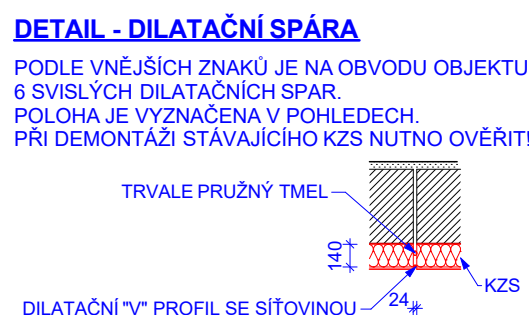 DETAIL - DILATAČNÍ SPÁRA
PODLE VNĚJŠÍCH ZNAKŮ JE NA OBVODU OBJEKTU
6 SVISLÝCH DILATAČNÍCH SPAR.
POLOHA JE VYZNAČENA V POHLEDECH.
PŘI DEMONTÁŽI STÁVAJÍCÍHO KZS NUTNO OVĚŘIT!
TRVALE PRUŽNÝ TMEL
140
KZS
24
DILATAČNÍ "V" PROFIL SE SÍŤOVINOU